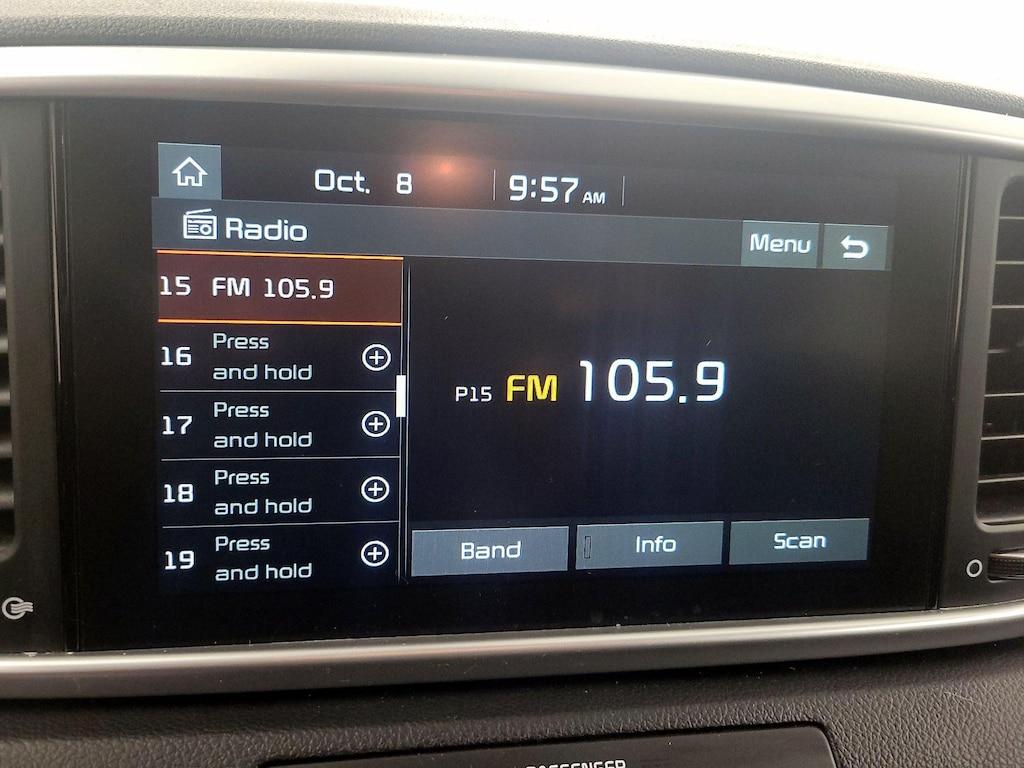 Oct. 8 9:57 AM
Radio
Menu
15 FM 105.9
16 Press
and hold
17 Press
and hold
18 Press
and hold
19 Press
and hold
P15 FM 105.9
Band Info Scan
PASSENGER